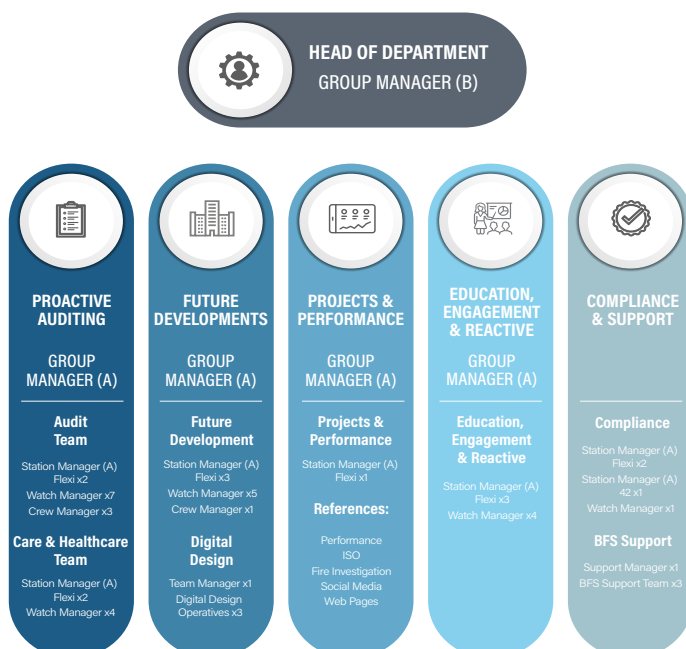 HEAD OF DEPARTMENT
GROUP MANAGER (B)
PROACTIVE
AUDITING
GROUP
MANAGER (A)
Audit
Team
Station Manager (A)
Flexi x2
Watch Manager x7
Crew Manager x3
Care & Healthcare
Team
Station Manager (A)
Flexi x2
Watch Manager x4
FUTURE
DEVELOPMENTS
GROUP
MANAGER (A)
Future
Development
Station Manager (A)
Flexi x3
Watch Manager x5
Crew Manager x1
Digital
Design
Team Manager x1
Digital Design
Operatives x3
PROJECTS &
PERFORMANCE
GROUP
MANAGER (A)
Projects &
Performance
Station Manager (A)
Flexi x1
References:
Performance
ISO
Fire Investigation
Social Media
Web Pages
EDUCATION,
ENGAGEMENT
& REACTIVE
GROUP
MANAGER (A)
Education,
Engagement
& Reactive
Station Manager (A)
Flexi x3
Watch Manager x4
COMPLIANCE
& SUPPORT
Compliance
Station Manager (A)
Flexi x2
Station Manager (A)
42 x1
Watch Manager x1
BFS Support
Support Manager x1
BFS Support Team x3